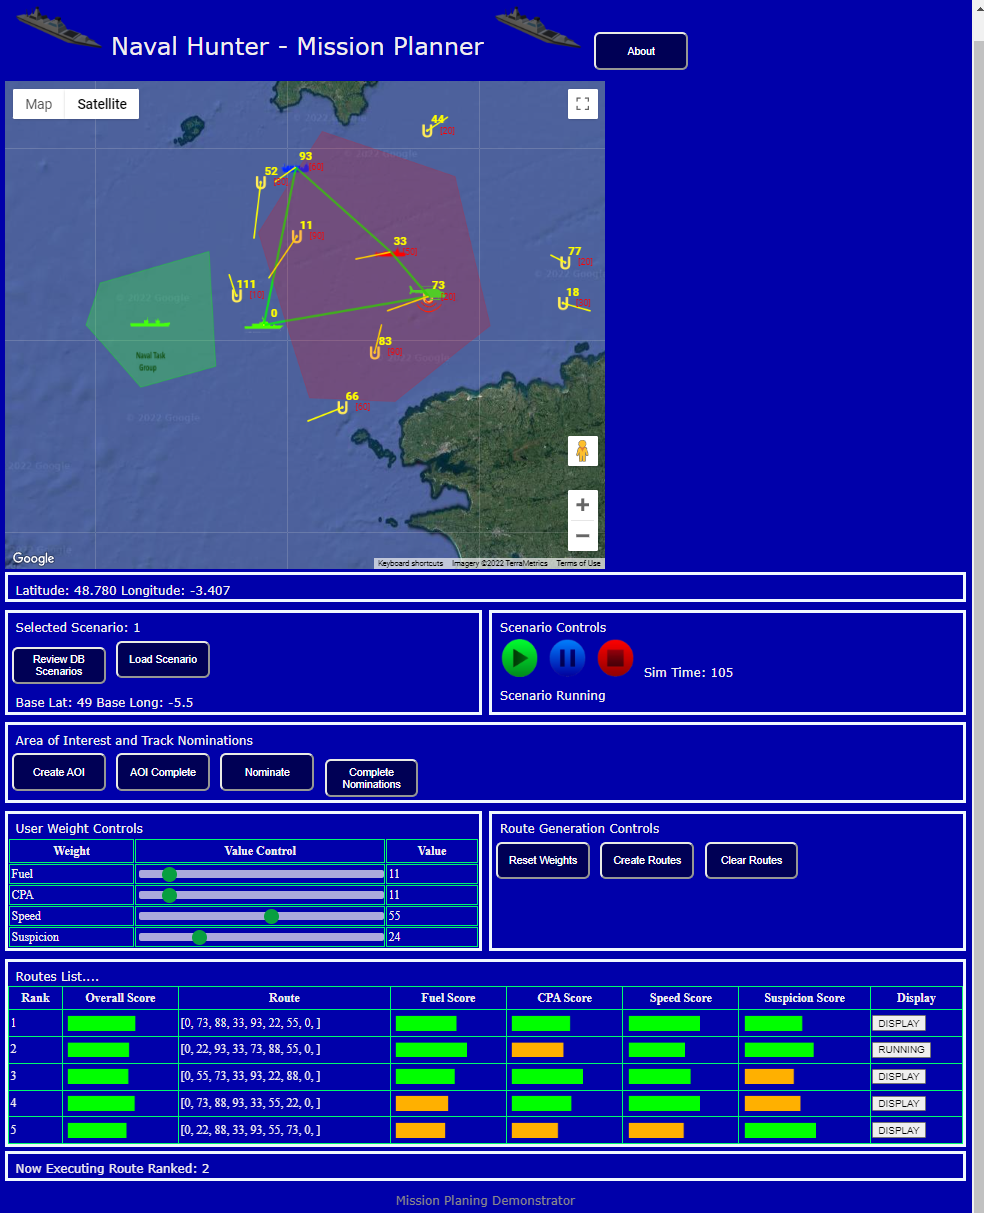 Naval Hunter - Mission Planner
About
Map Satellite
44
93
52
11
33
77
111
73
18
0
83
66
Naval Task
Group
© 2022 Google
Google
Keyboard shortcuts Imagery ©2022 TerraMetrics Terms of Use
Latitude: 48.780 Longitude: -3.407
Selected Scenario: 1
Review DB
Scenarios
Load Scenario
Base Lat: 49 Base Long: -5.5
Scenario Controls
Sim Time: 105
Scenario Running
Area of Interest and Track Nominations
Create AOI
AOI Complete
Nominate
Complete
Nominations
User Weight Controls
Weight Value Control Value
Fuel 11
CPA 11
Speed 55
Suspicion 24
Route Generation Controls
Reset Weights
Create Routes
Clear Routes
Routes List....
Rank Overall Score Route Fuel Score CPA Score Speed Score Suspicion Score Display
1 [0, 73, 88, 33, 93, 22, 55, 0, ] DISPLAY
2 [0, 22, 93, 33, 73, 88, 55, 0, ] RUNNING
3 [0, 55, 73, 33, 93, 22, 88, 0, ] DISPLAY
4 [0, 73, 88, 93, 33, 55, 22, 0, ] DISPLAY
5 [0, 22, 88, 33, 93, 55, 73, 0, ] DISPLAY
Now Executing Route Ranked: 2
Mission Planing Demonstrator